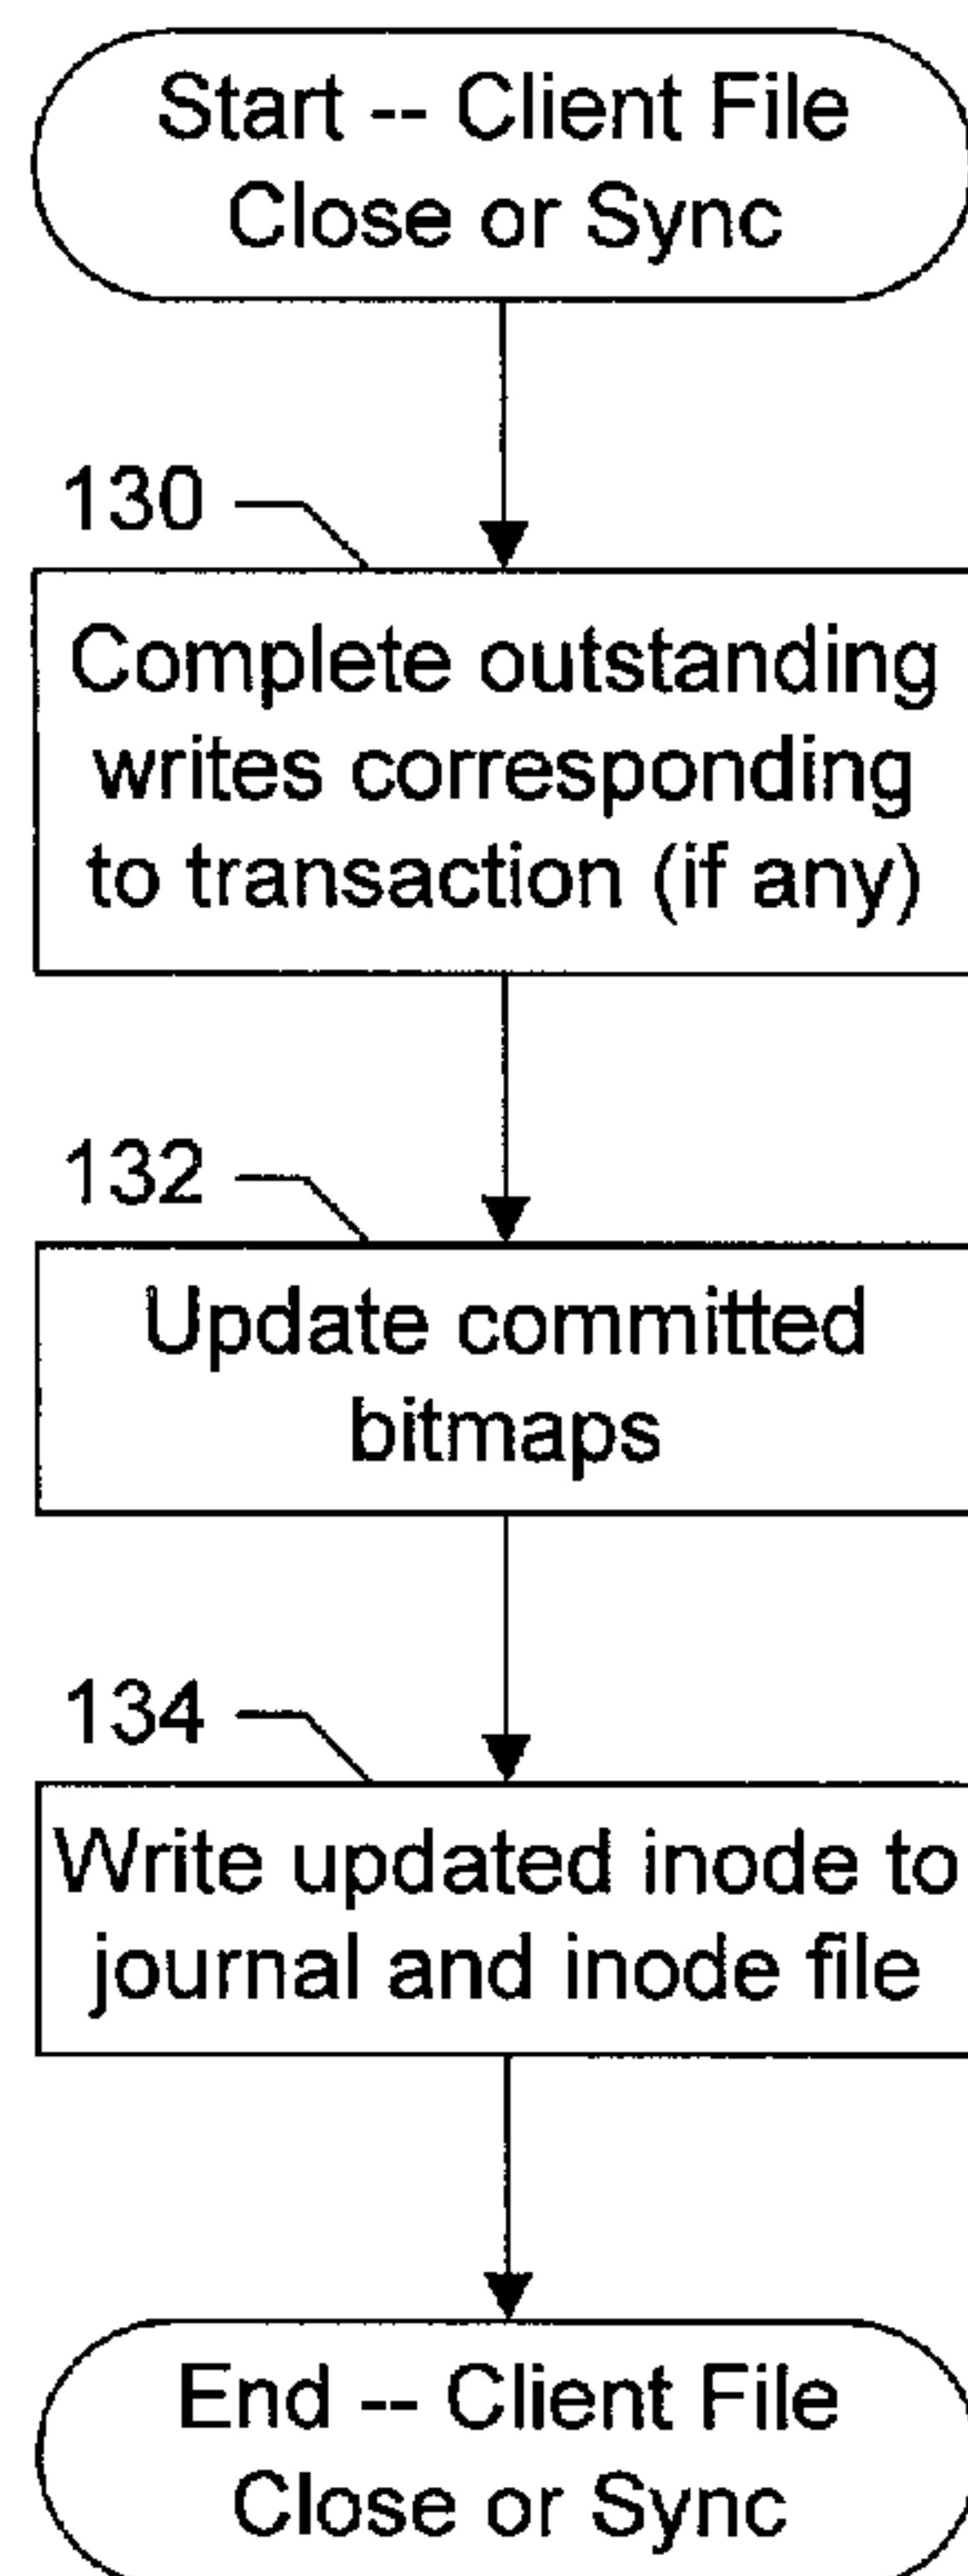 Start -- Client File
Close or Sync
130
Complete outstanding
writes corresponding
to transaction (if any)
132
Update committed
bitmaps
134
Write updated inode to
journal and inode file
End -- Client File
Close or Sync